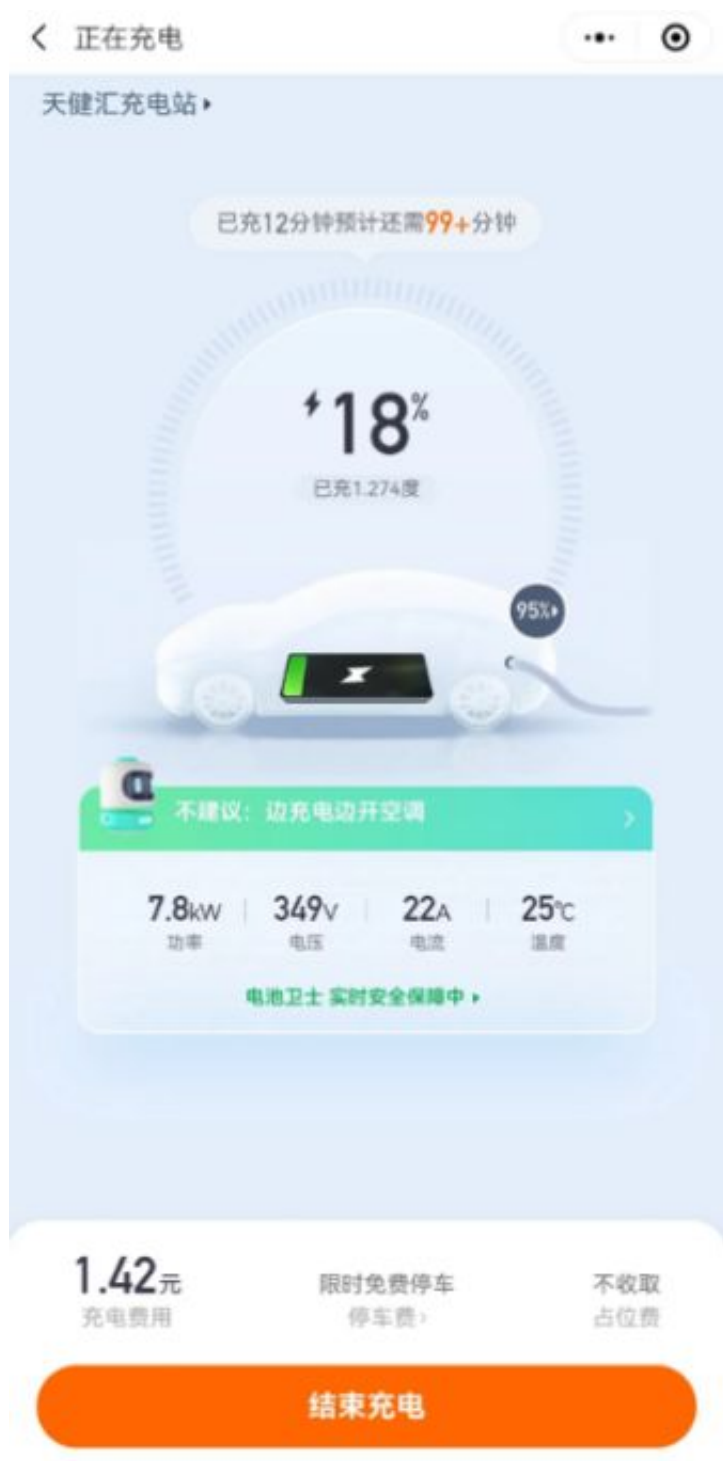 正在充电
天健汇充电站
已充12分钟预计还需99+分钟
18%
已充1.274度
95%
不建议：边充电边开空调
7.8kW 349V 22A 25℃
功率 电压 电流 温度
电池卫士 实时安全保障中
1.42元 限时免费停车 不收取
充电费用 停车费 占位费
结束充电